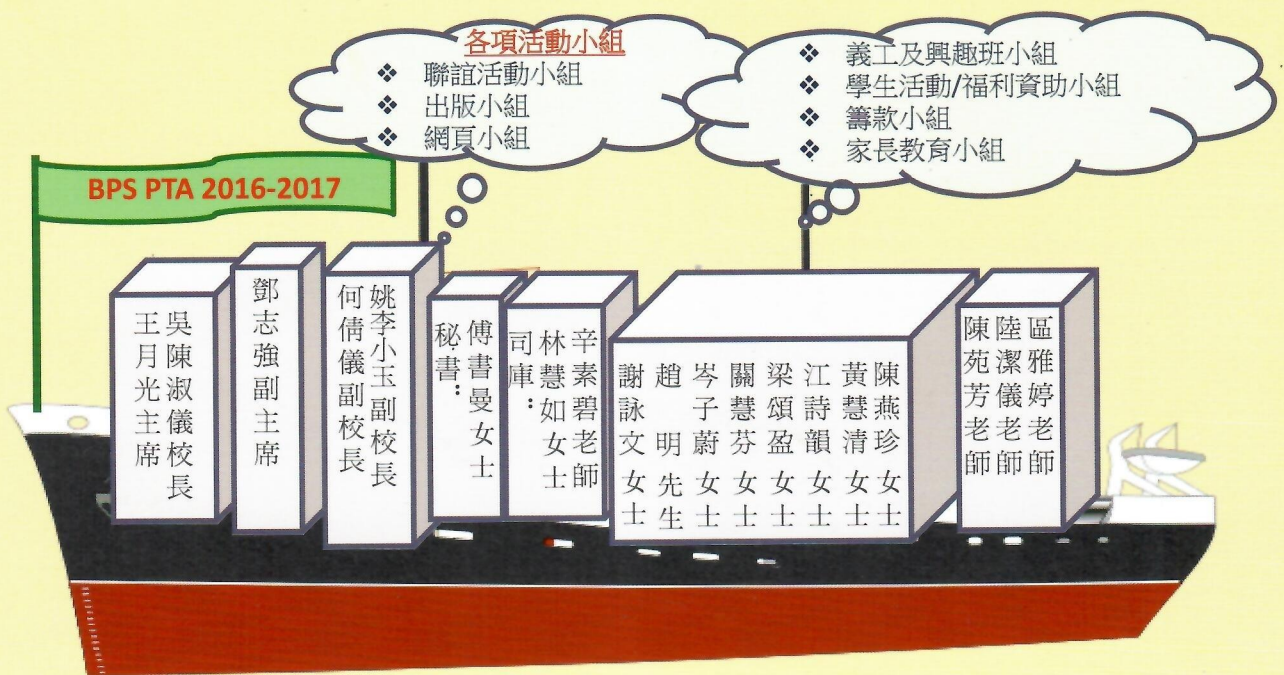 各項活動小組
❖ 聯誼活動小組
❖ 出版小組
❖ 網頁小組
❖ 義工及興趣班小組
❖ 學生活動/福利資助小組
❖ 籌款小組
❖ 家長教育小組
BPS PTA 2016-2017
王月光主席
吳陳淑儀校長
鄧志強副主席
何倩儀副校長
姚李小玉副校長
秘書：
傅書曼女士
司庫：
林慧如女士
辛素碧老師
謝詠文女士
趙 明先生
岑子蔚女士
關慧芬女士
梁頌盈女士
江詩韻女士
黃慧清女士
陳燕珍女士
陳苑芳老師
陸潔儀老師
區雅婷老師